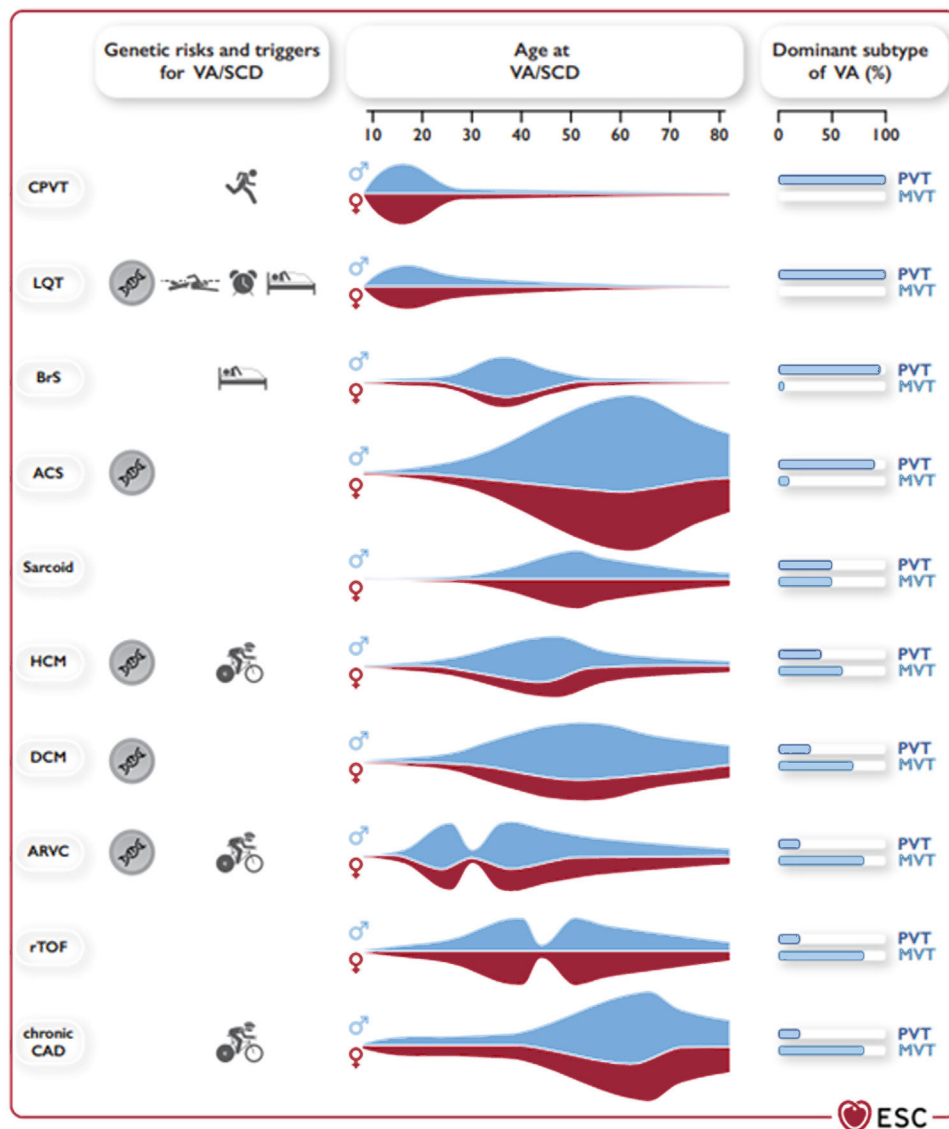 Genetic risks and triggers
for VA/SCD
Age at
VA/SCD
Dominant subtype
of VA (%)
10 20 30 40 50 60 70 80
0 50 100
CPVT
PVT
MVT
LQT
PVT
MVT
BrS
PVT
MVT
ACS
PVT
MVT
Sarcoid
PVT
MVT
HCM
PVT
MVT
DCM
PVT
MVT
ARVC
PVT
MVT
rTOF
PVT
MVT
chronic
CAD
PVT
MVT
ESC